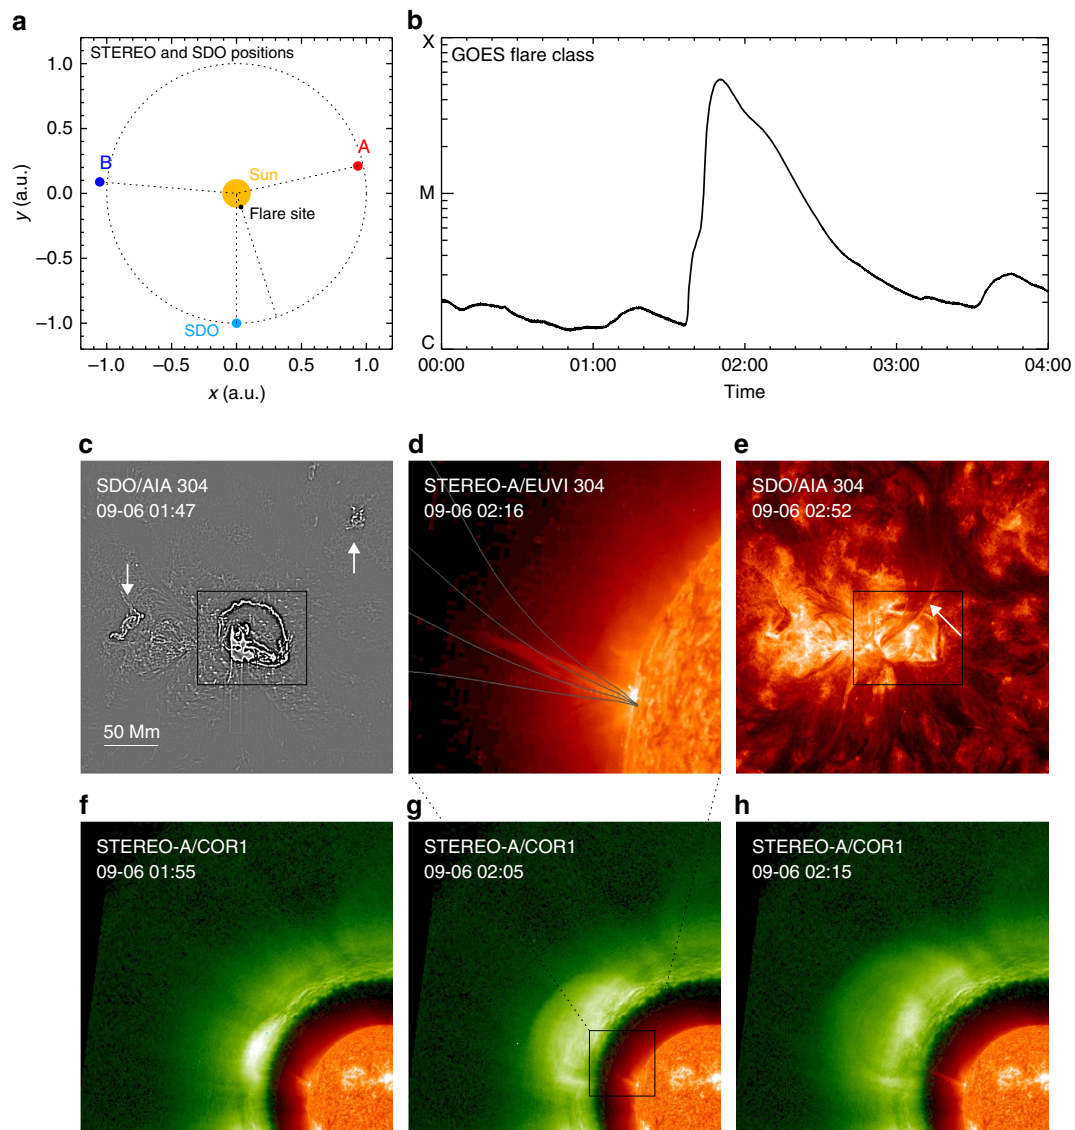 a
STEREO and SDO positions
1.0
0.5
0.0
−0.5
−1.0
y (a.u.)
B
A
Sun
Flare site
SDO
−1.0 −0.5 0.0 0.5 1.0
x (a.u.)
b
GOES flare class
X
M
C
00:00 01:00 02:00 03:00 04:00
Time
c
SDO/AIA 304
09-06 01:47
50 Mm
d
STEREO-A/EUVI 304
09-06 02:16
e
SDO/AIA 304
09-06 02:52
f
STEREO-A/COR1
09-06 01:55
g
STEREO-A/COR1
09-06 02:05
h
STEREO-A/COR1
09-06 02:15